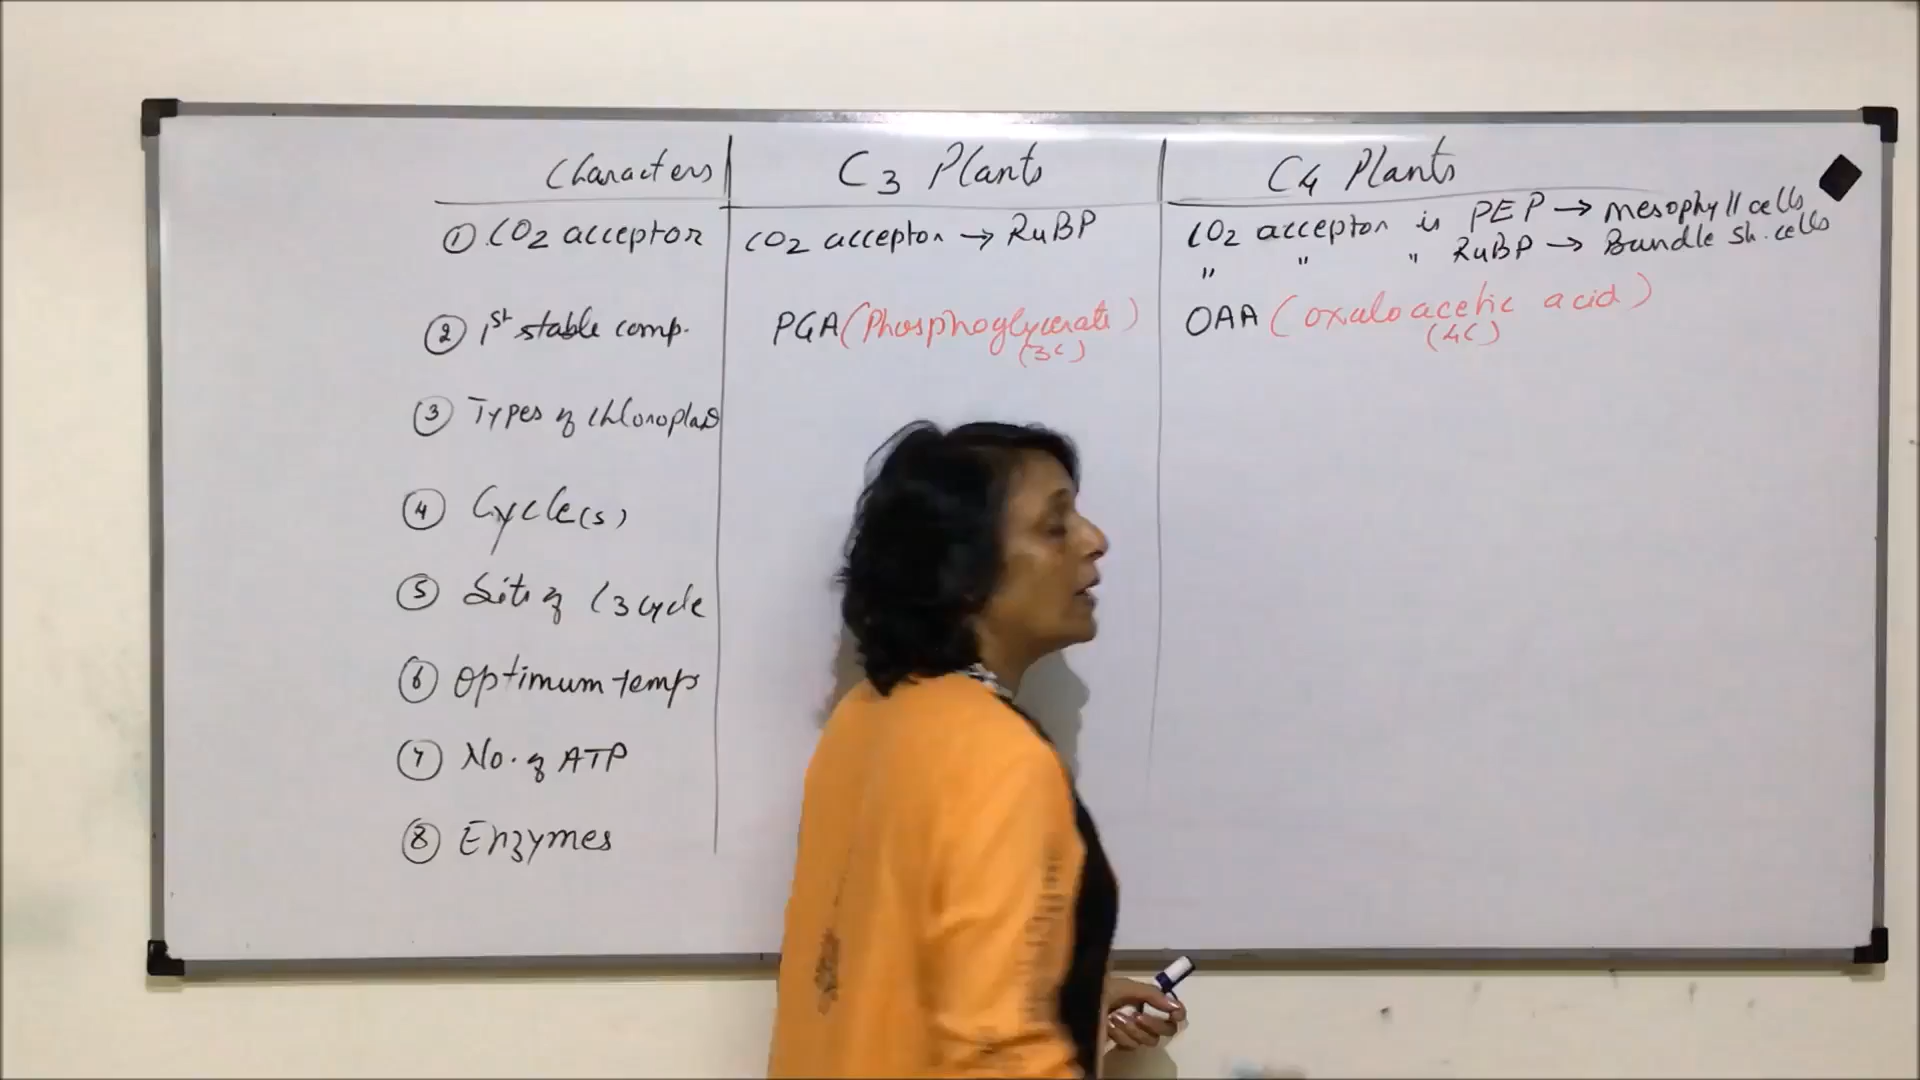 Characters
C3 Plants
C4 Plants
① CO2 acceptor
CO2 acceptor → RuBP
CO2 acceptor is PEP → Mesophyll cells
" " " RuBP → Bundle sh. cells
② 1st stable comp.
PGA (Phosphoglycerate)
(3C)
OAA (oxaloacetic acid)
(4C)
③ Types of chloroplast
④ Cycle(s)
⑤ Site of C3 cycle
⑥ Optimum temp
⑦ No. of ATP
⑧ Enzymes